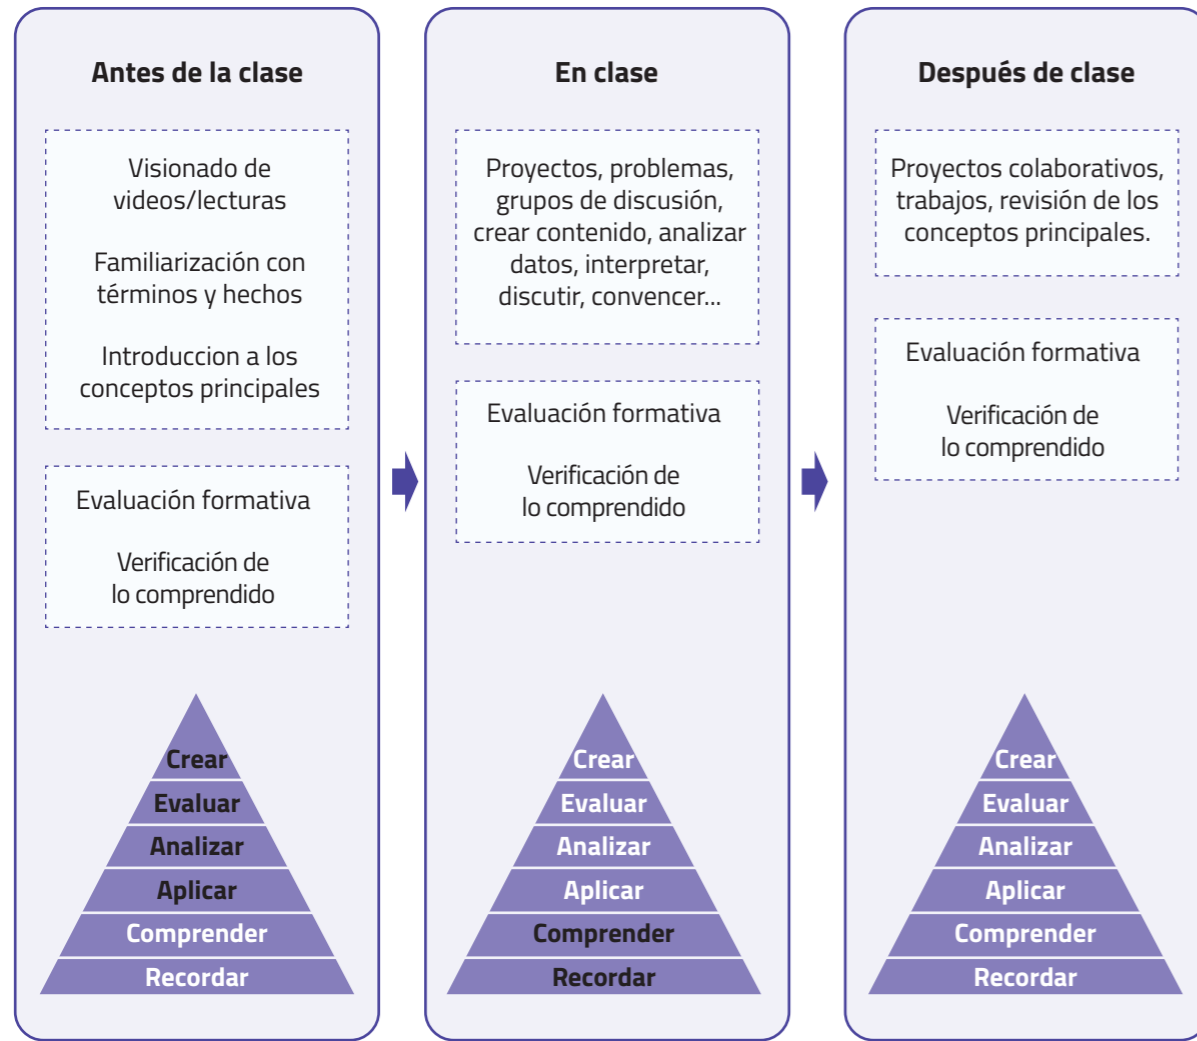 Antes de la clase
Visionado de
videos/lecturas
Familiarización con
términos y hechos
Introduccion a los
conceptos principales
Evaluación formativa
Verificación de
lo comprendido
Crear
Evaluar
Analizar
Aplicar
Comprender
Recordar
En clase
Proyectos, problemas,
grupos de discusión,
crear contenido, analizar
datos, interpretar,
discutir, convencer...
Evaluación formativa
Verificación de
lo comprendido
Crear
Evaluar
Analizar
Aplicar
Comprender
Recordar
Después de clase
Proyectos colaborativos,
trabajos, revisión de los
conceptos principales.
Evaluación formativa
Verificación de
lo comprendido
Crear
Evaluar
Analizar
Aplicar
Comprender
Recordar